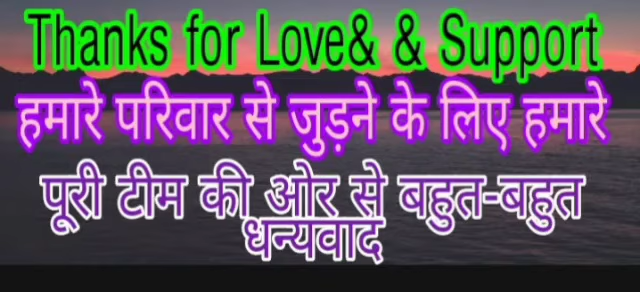 Thanks for Love& & Support
हमारे परिवार से जुड़ने के लिए हमारे
पूरी टीम की ओर से बहुत-बहुत
धन्यवाद